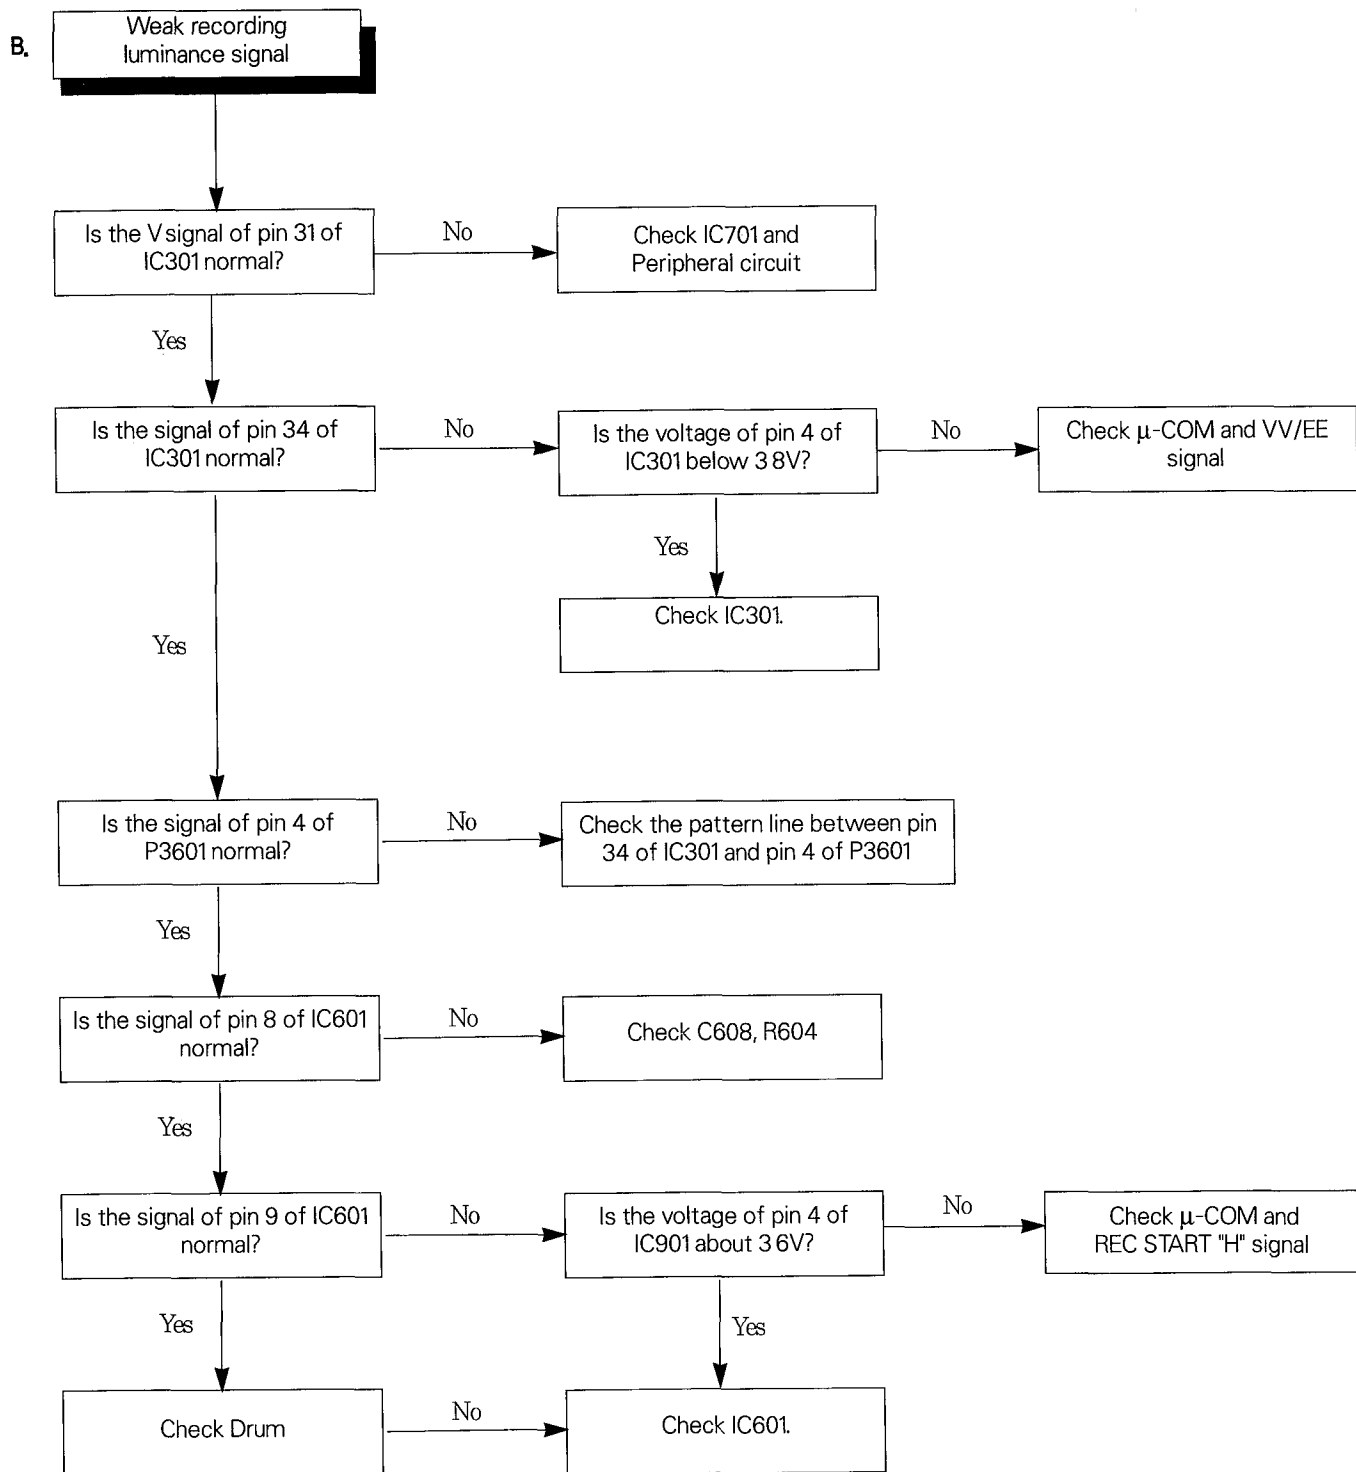 B.
Weak recording
luminance signal
Is the V signal of pin 31 of
IC301 normal?
No
Check IC701 and
Peripheral circuit
Yes
Is the signal of pin 34 of
IC301 normal?
No
Is the voltage of pin 4 of
IC301 below 3 8V?
No
Check μ-COM and VV/EE
signal
Yes
Check IC301.
Yes
Is the signal of pin 4 of
P3601 normal?
No
Check the pattern line between pin
34 of IC301 and pin 4 of P3601
Yes
Is the signal of pin 8 of IC601
normal?
No
Check C608, R604
Yes
Is the signal of pin 9 of IC601
normal?
No
Is the voltage of pin 4 of
IC901 about 3 6V?
No
Check μ-COM and
REC START "H" signal
Yes
Yes
Check Drum
No
Check IC601.